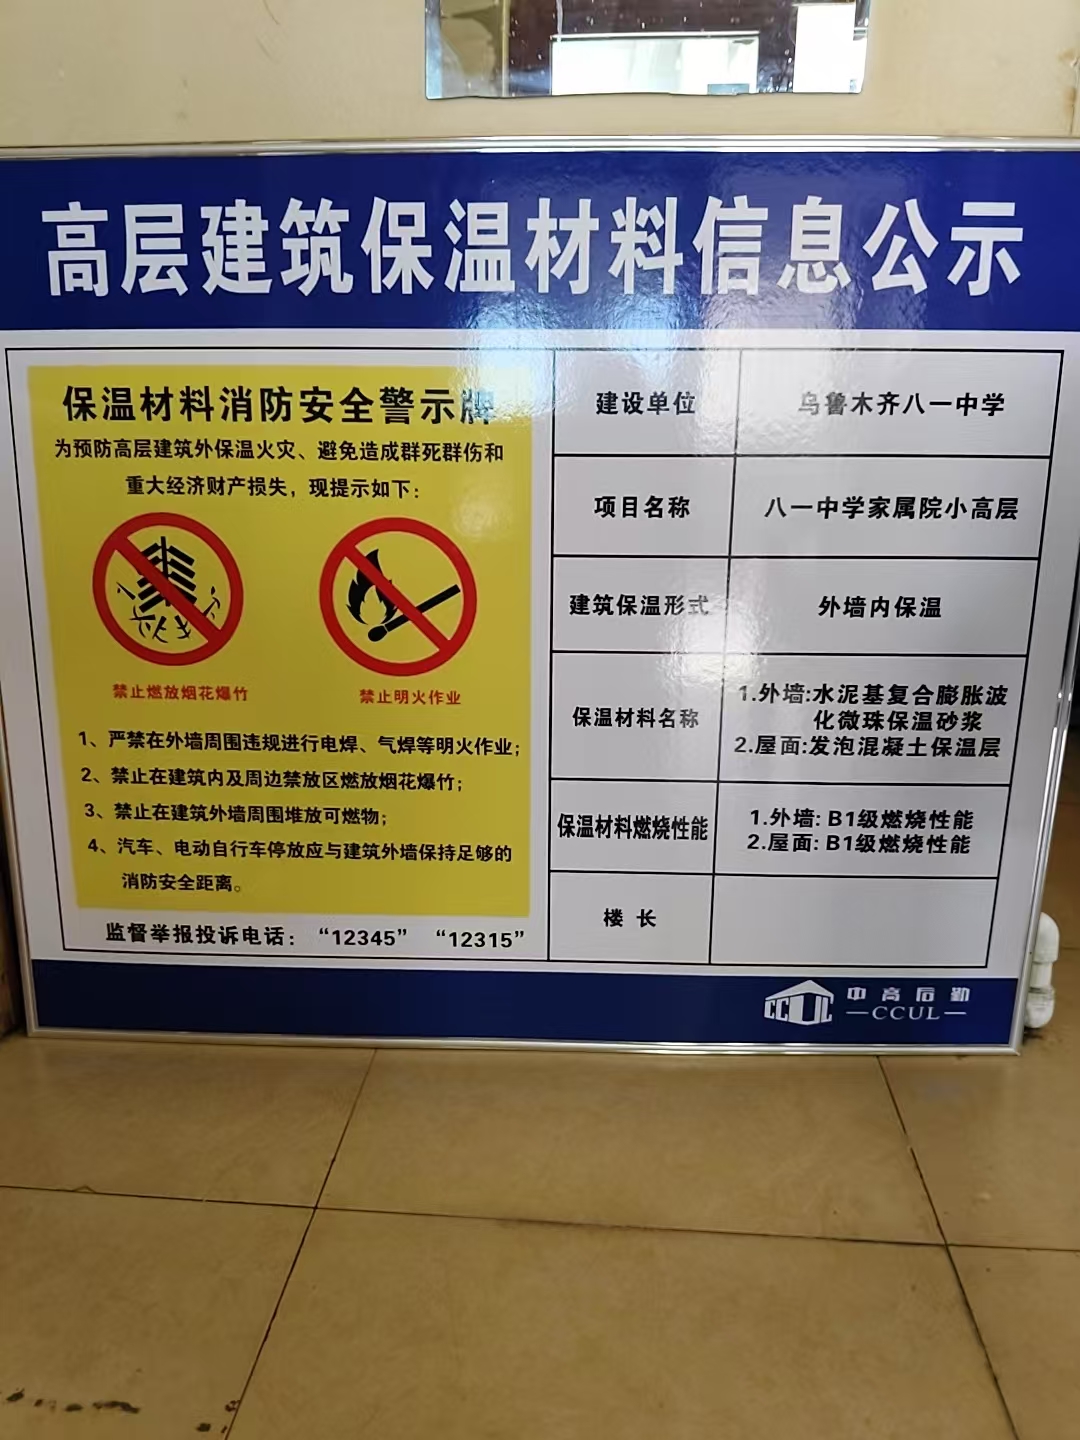 高层建筑保温材料信息公示
保温材料消防安全警示牌
为预防高层建筑外保温火灾、避免造成群死群伤和
重大经济财产损失，现提示如下：
禁止燃放烟花爆竹
禁止明火作业
1、严禁在外墙周围违规进行电焊、气焊等明火作业；
2、禁止在建筑内及周边禁放区燃放烟花爆竹；
3、禁止在建筑外墙周围堆放可燃物；
4、汽车、电动自行车停放应与建筑外墙保持足够的
消防安全距离。
监督举报投诉电话：“12345” “12315”
建设单位
乌鲁木齐八一中学
项目名称
八一中学家属院小高层
建筑保温形式
外墙内保温
保温材料名称
1.外墙:水泥基复合膨胀波
化微珠保温砂浆
2.屋面:发泡混凝土保温层
保温材料燃烧性能
1.外墙: B1级燃烧性能
2.屋面: B1级燃烧性能
楼 长
CCUL
中高后勤
—CCUL—